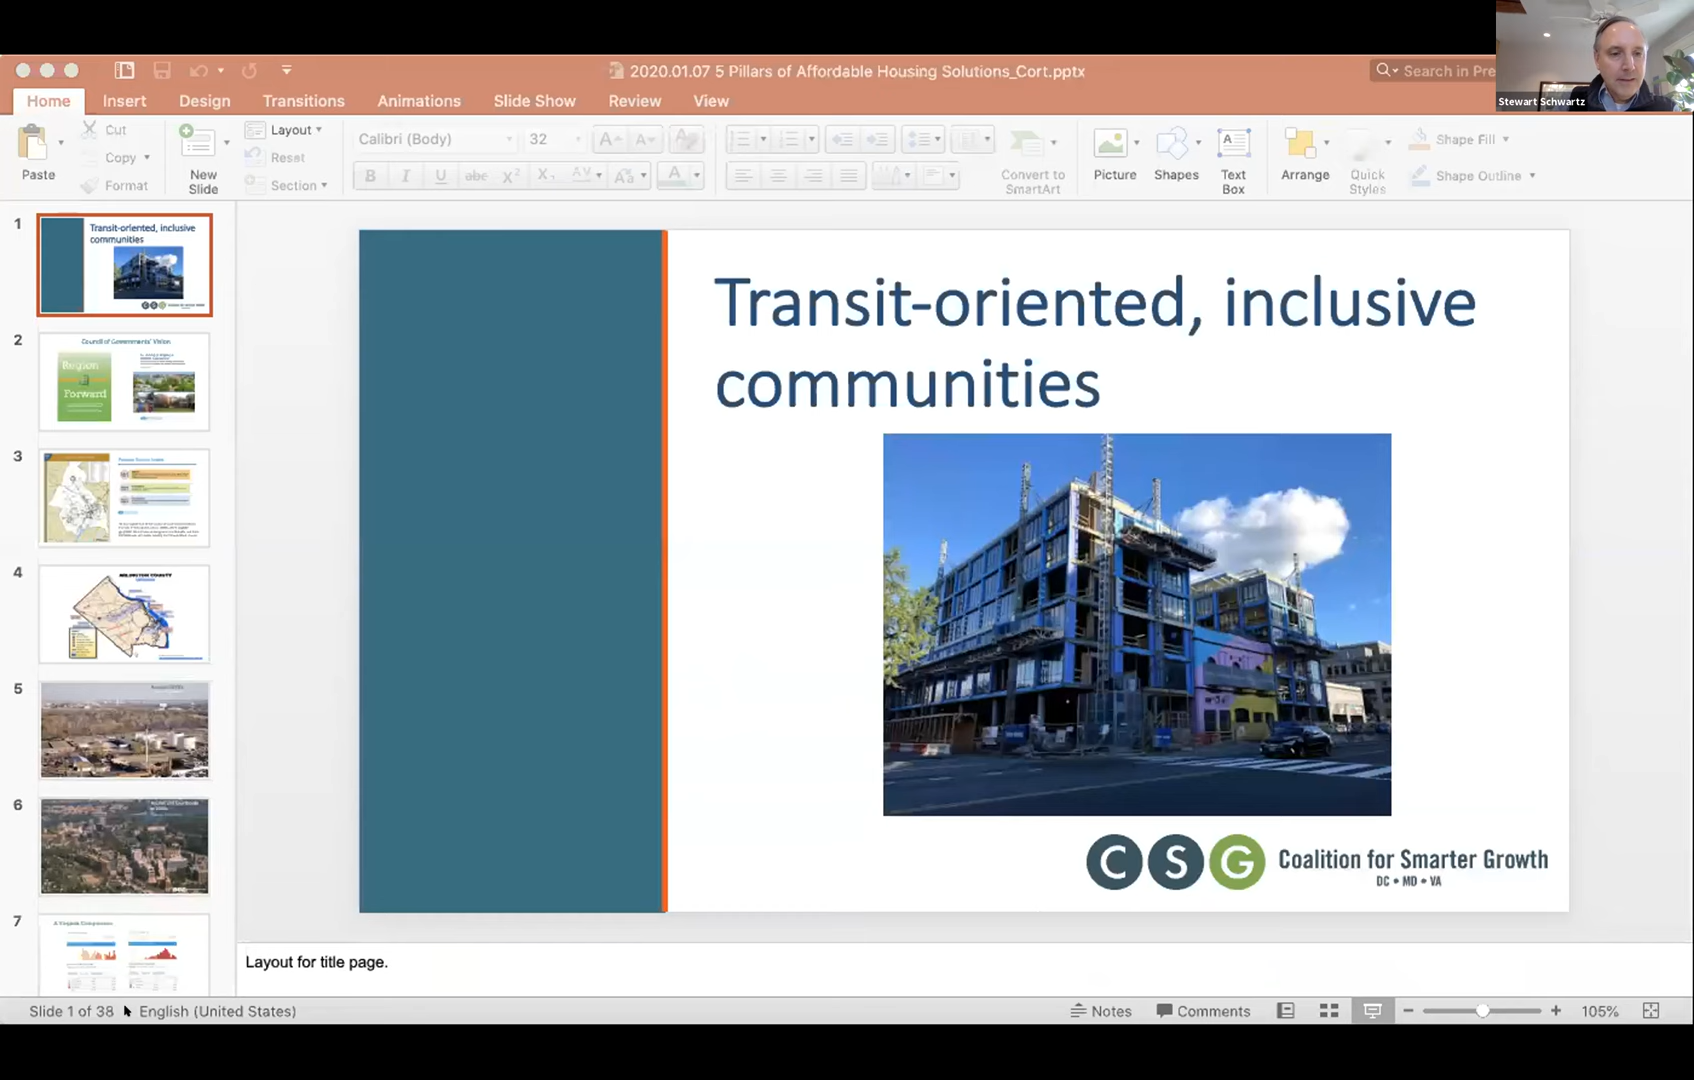 2020.01.07 5 Pillars of Affordable Housing Solutions_Cort.pptx
Search in Pre
Stewart Schwartz
Home
Insert
Design
Transitions
Animations
Slide Show
Review
View
Paste
Cut
Copy
Format
New
Slide
Layout
Reset
Section
Calibri (Body)
32
Convert to
SmartArt
Picture
Shapes
Text
Box
Arrange
Quick
Styles
Shape Fill
Shape Outline
1
Transit-oriented, inclusive
communities
2
Council of Governments' Vision
Region
Forward
3
4
ARLINGTON COUNTY
5
6
7
A Virginia Comparison
Transit-oriented, inclusive
communities
C S G Coalition for Smarter Growth
DC • MD • VA
Layout for title page.
Slide 1 of 38
English (United States)
Notes
Comments
105%